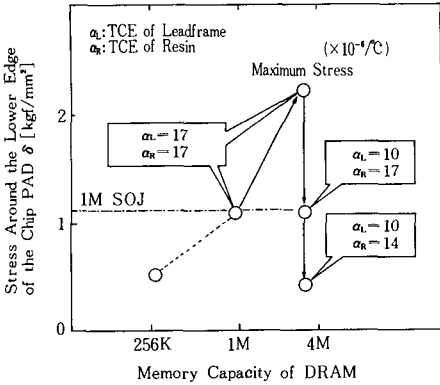 αL:TCE of Leadframe
αR:TCE of Resin
(×10⁻⁶/℃)
Maximum Stress
2
αL=17
αR=17
αL=10
αR=17
1M SOJ
1
αL=10
αR=14
0
256K 1M 4M
Memory Capacity of DRAM
Stress Around the Lower Edge
of the Chip PAD δ [kgf/mm²]